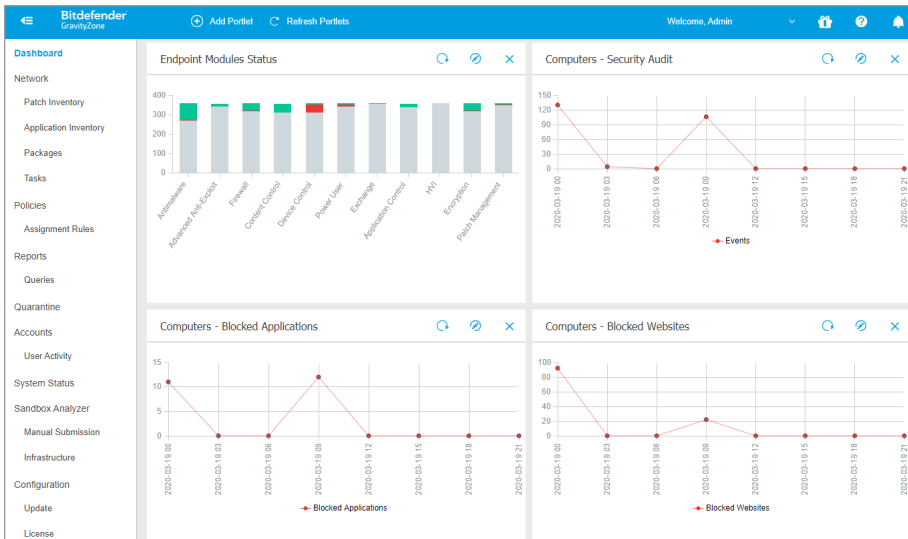 Bitdefender
GravityZone
Add Portlet
Refresh Portlets
Welcome, Admin
Dashboard
Network
Patch Inventory
Application Inventory
Packages
Tasks
Policies
Assignment Rules
Reports
Queries
Quarantine
Accounts
User Activity
System Status
Sandbox Analyzer
Manual Submission
Infrastructure
Configuration
Update
License
Endpoint Modules Status
400
300
200
100
0
Antimalware
Advanced Anti-Exploit
Firewall
Content Control
Device Control
Power User
Exchange
Application Control
HVI
Encryption
Patch Management
Computers - Security Audit
150
120
90
60
30
0
2020-03-19 00
2020-03-19 03
2020-03-19 06
2020-03-19 09
2020-03-19 12
2020-03-19 15
2020-03-19 18
2020-03-19 21
Events
Computers - Blocked Applications
15
10
5
0
2020-03-19 00
2020-03-19 03
2020-03-19 06
2020-03-19 09
2020-03-19 12
2020-03-19 15
2020-03-19 18
2020-03-19 21
Blocked Applications
Computers - Blocked Websites
100
80
60
40
20
0
2020-03-19 00
2020-03-19 03
2020-03-19 06
2020-03-19 09
2020-03-19 12
2020-03-19 15
2020-03-19 18
2020-03-19 21
Blocked Websites